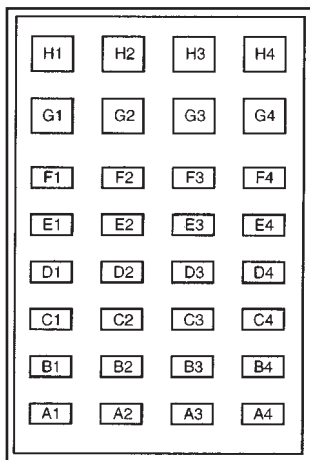 H1 H2 H3 H4
G1 G2 G3 G4
F1 F2 F3 F4
E1 E2 E3 E4
D1 D2 D3 D4
C1 C2 C3 C4
B1 B2 B3 B4
A1 A2 A3 A4